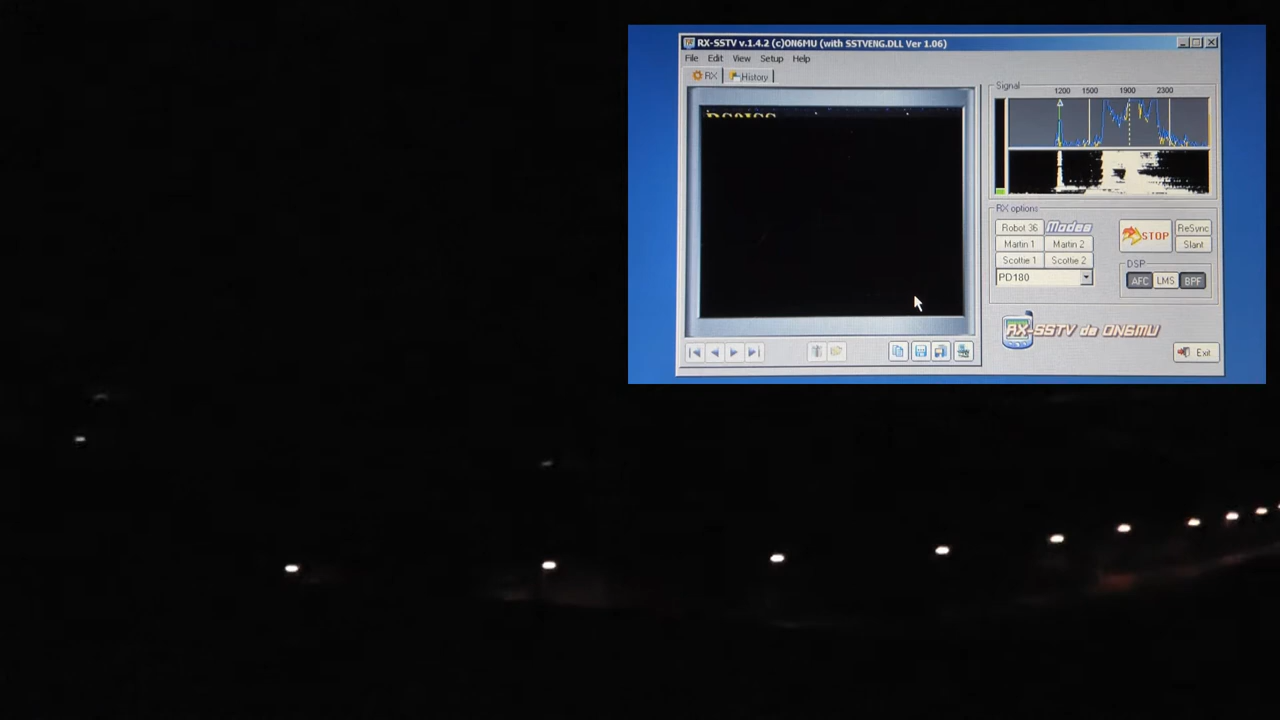 RX-SSTV v.1.4.2 (c)ON6MU (with SSTVENG.DLL Ver 1.06)
File Edit View Setup Help
RX History
Signal
1200 1500 1900 2300
RX options
Robot 36 Modes
Martin 1 Martin 2
Scottie 1 Scottie 2
PD180
STOP
ReSync
Slant
DSP
AFC LMS BPF
RX-SSTV de ON6MU
Exit